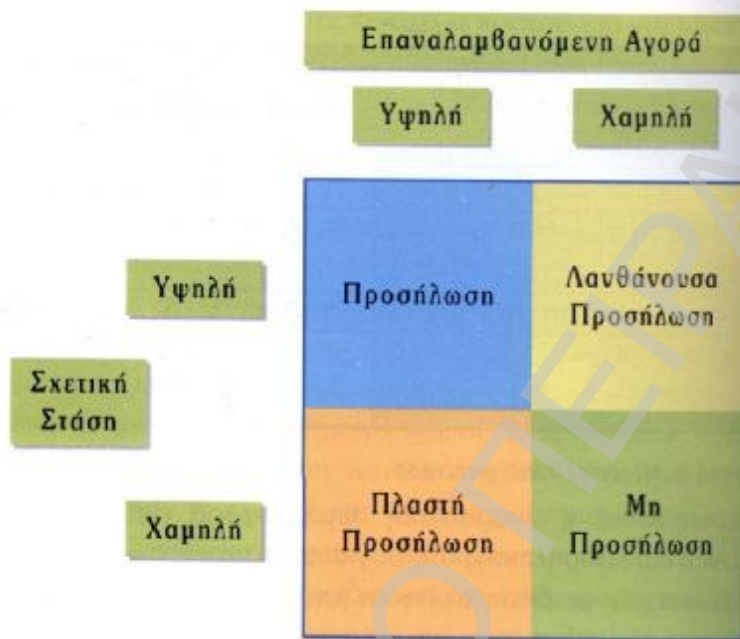 Επαναλαμβανόμενη Αγορά
Υψηλή
Χαμηλή
Υψηλή
Προσήλωση
Λανθάνουσα
Προσήλωση
Σχετική
Στάση
Χαμηλή
Πλαστή
Προσήλωση
Μη
Προσήλωση